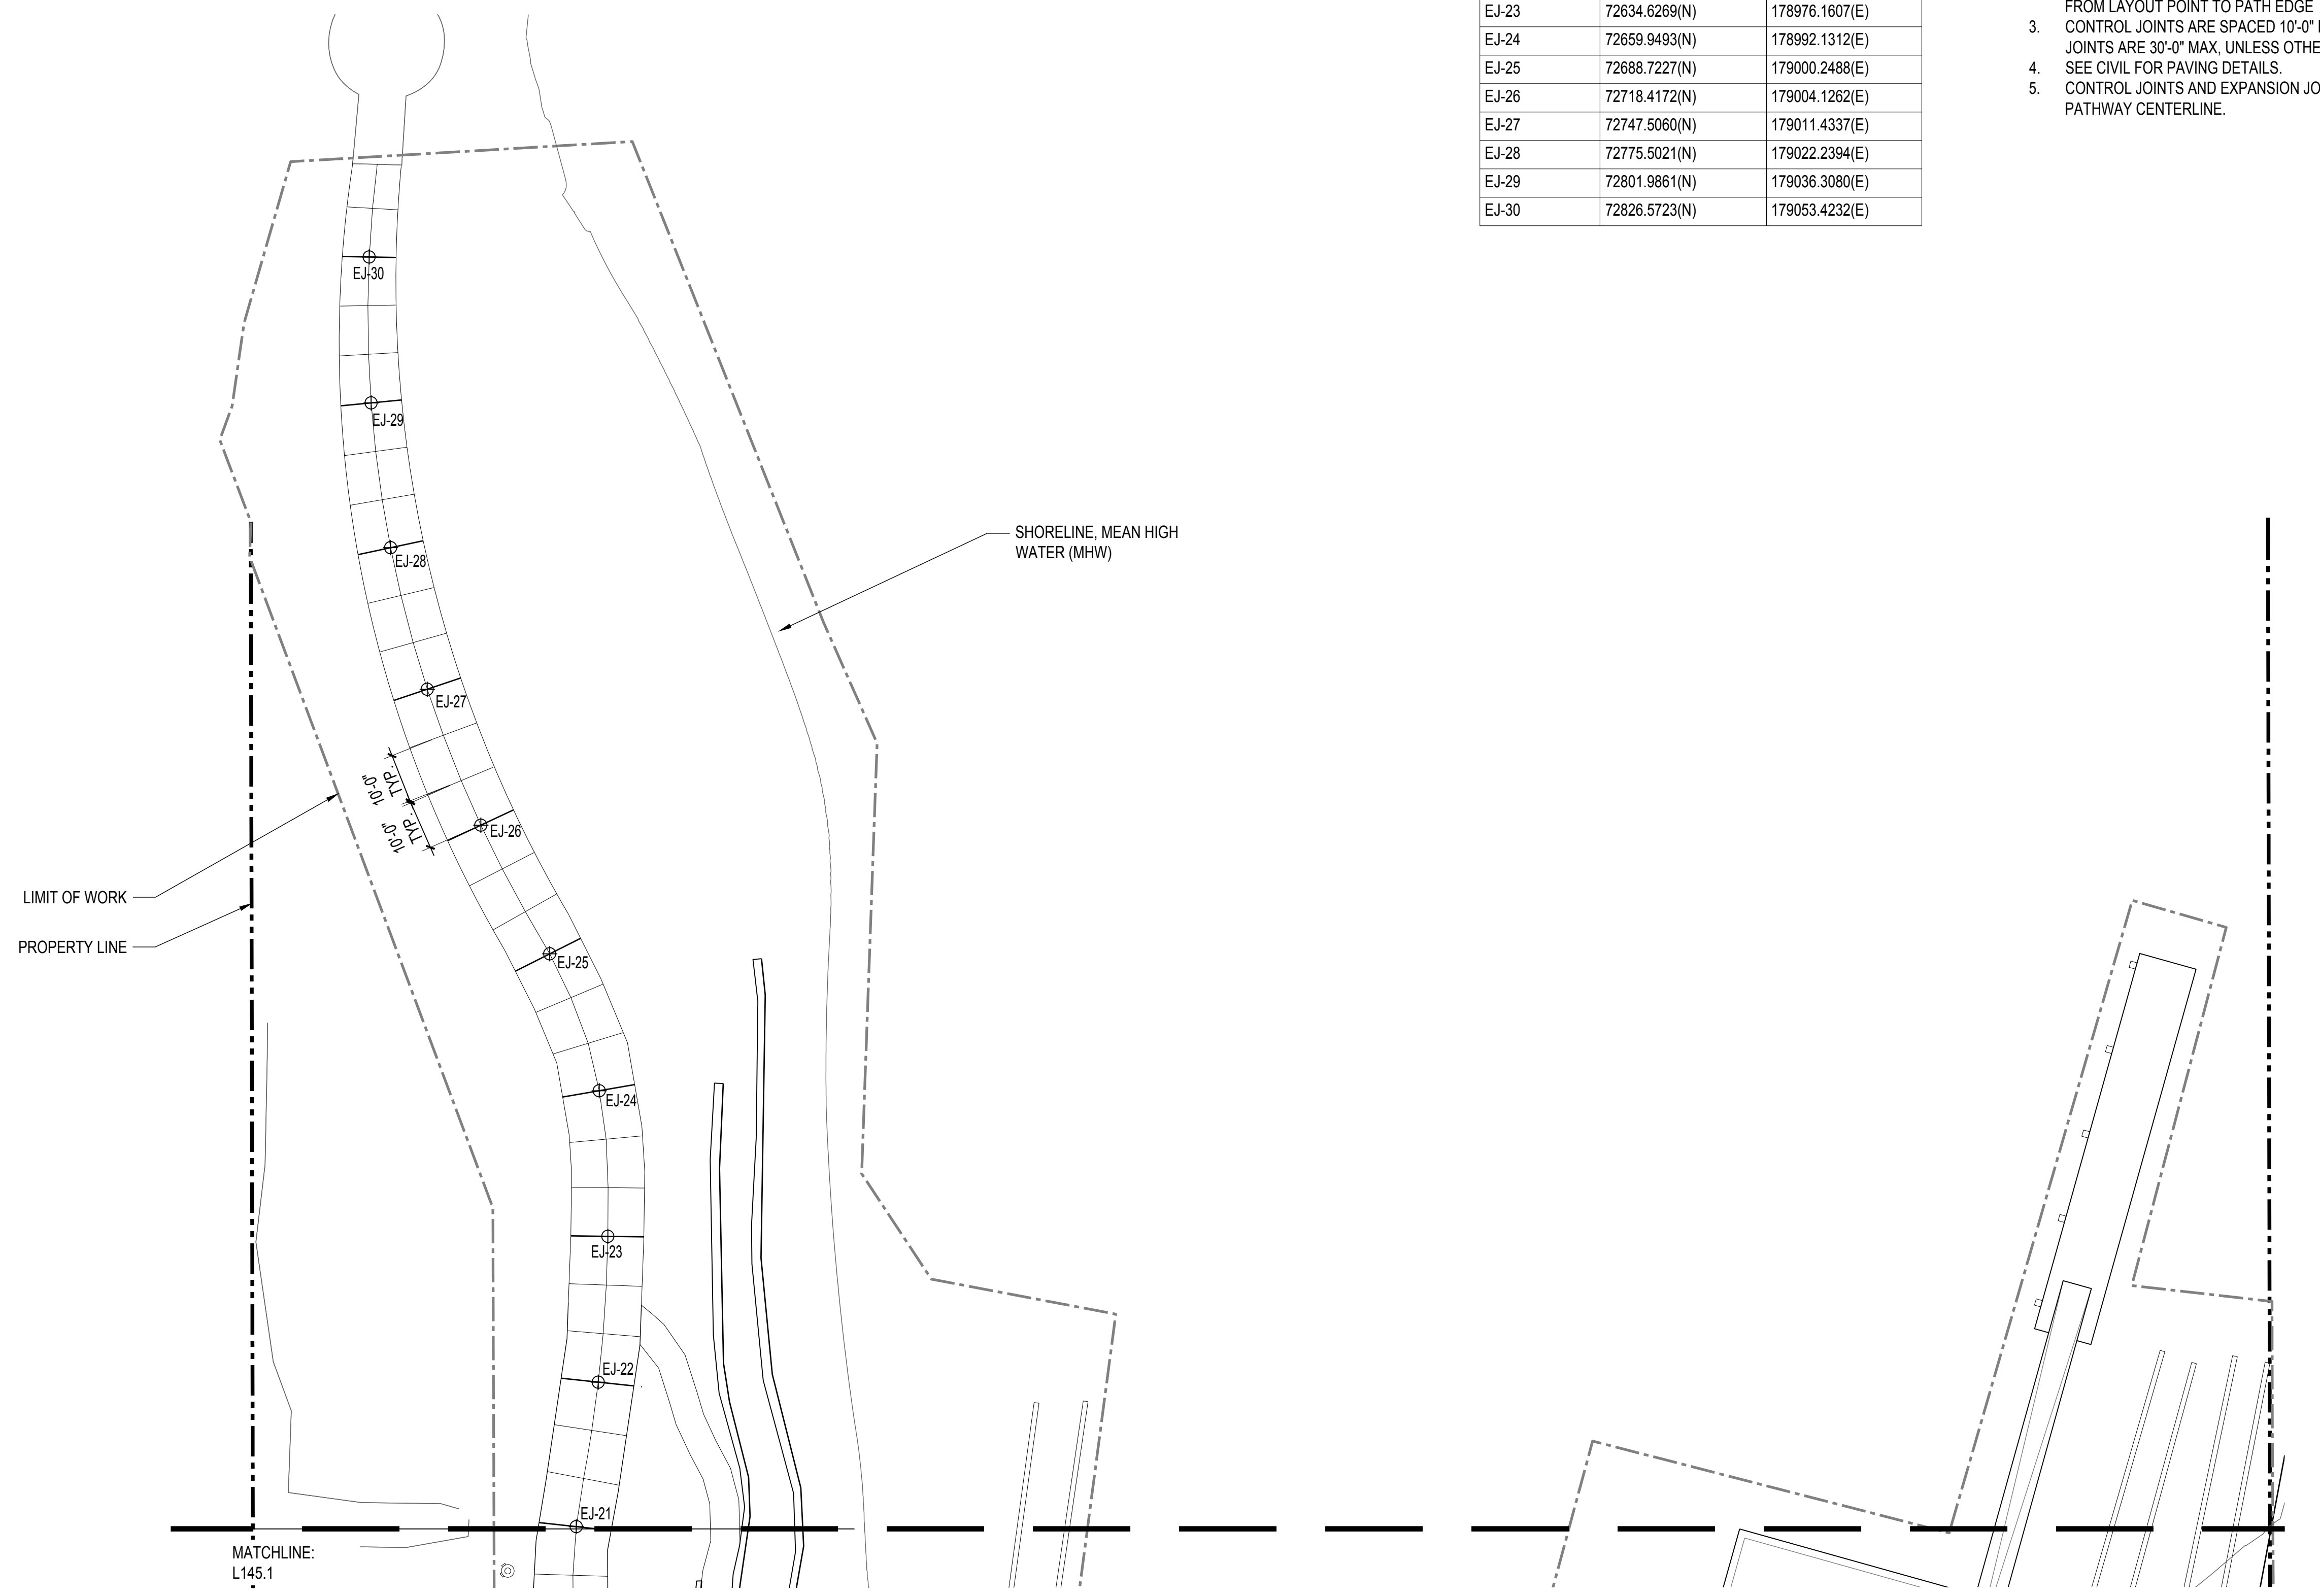 EJ-23 72634.6269(N) 178976.1607(E)
EJ-24 72659.9493(N) 178992.1312(E)
EJ-25 72688.7227(N) 179000.2488(E)
EJ-26 72718.4172(N) 179004.1262(E)
EJ-27 72747.5060(N) 179011.4337(E)
EJ-28 72775.5021(N) 179022.2394(E)
EJ-29 72801.9861(N) 179036.3080(E)
EJ-30 72826.5723(N) 179053.4232(E)
FROM LAYOUT POINT TO PATH EDGE
3. CONTROL JOINTS ARE SPACED 10'-0"
JOINTS ARE 30'-0" MAX, UNLESS OTHE
4. SEE CIVIL FOR PAVING DETAILS.
5. CONTROL JOINTS AND EXPANSION JO
PATHWAY CENTERLINE.
EJ-30
EJ-29
EJ-28
SHORELINE, MEAN HIGH
WATER (MHW)
EJ-27
10'-0"
TYP.
10'-0"
TYP.
EJ-26
LIMIT OF WORK
PROPERTY LINE
EJ-25
EJ-24
EJ-23
EJ-22
EJ-21
MATCHLINE:
L145.1